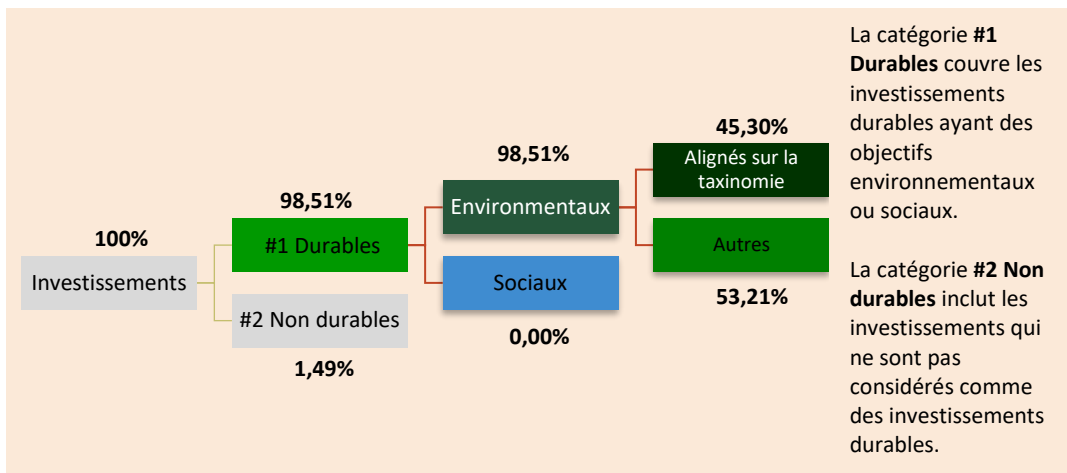 100%
Investissements
98,51%
#1 Durables
#2 Non durables
1,49%
98,51%
Environmentaux
Sociaux
0,00%
45,30%
Alignés sur la
taxinomie
Autres
53,21%
La catégorie #1
Durables couvre les
investissements
durables ayant des
objectifs
environnementaux
ou sociaux.
La catégorie #2 Non
durables inclut les
investissements qui
ne sont pas
considérés comme
des investissements
durables.